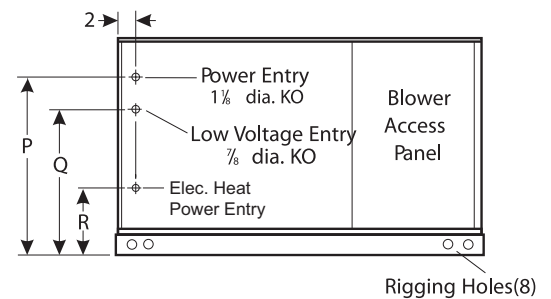 2
Power Entry
1⅛ dia. KO
Low Voltage Entry
⅞ dia. KO
Elec. Heat
Power Entry
Blower
Access
Panel
P
Q
R
Rigging Holes(8)